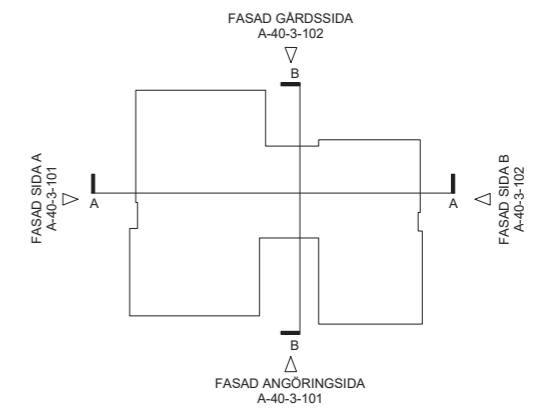 FASAD GÅRDSSIDA
A-40-3-102
B
FASAD SIDA A
A-40-3-101
A
A
FASAD SIDA B
A-40-3-102
B
FASAD ANGÖRINGSIDA
A-40-3-101